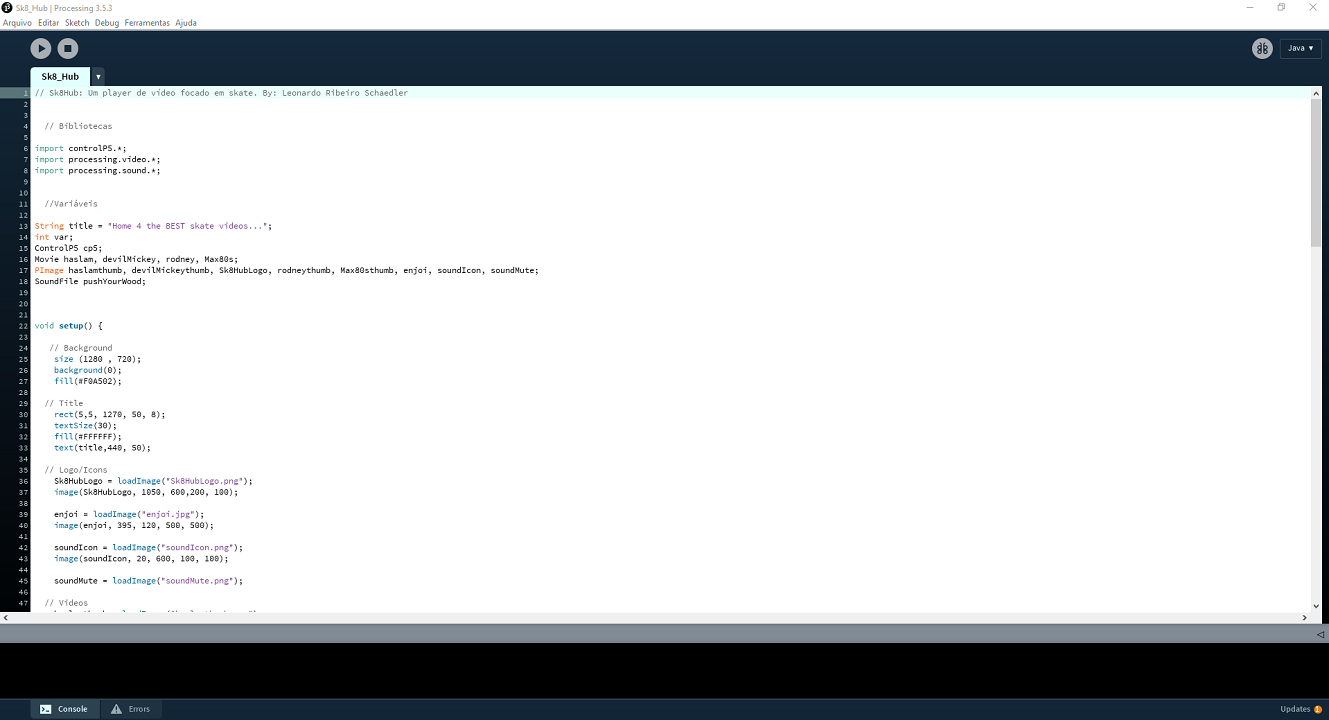 Sk8_Hub | Processing 3.5.3
Arquivo Editar Sketch Debug Ferramentas Ajuda
Java ▼
Sk8_Hub ▼
1 // Sk8Hub: Um player de vídeo focado em skate. By: Leonardo Ribeiro Schaedler
2
3
4 // Bibliotecas
5
6 import controlP5.*;
7 import processing.video.*;
8 import processing.sound.*;
9
10
11 //Variáveis
12
13 String title = "Home 4 the BEST skate videos...";
14 int var;
15 ControlP5 cp5;
16 Movie haslam, devilMickey, rodney, Max80s;
17 PImage haslamthumb, devilMickeythumb, Sk8HubLogo, rodneythumb, Max80sthumb, enjoi, soundIcon, soundMute;
18 SoundFile pushYourWood;
19
20
21
22 void setup() {
23
24 // Background
25 size (1280 , 720);
26 background(0);
27 fill(#F0A502);
28
29 // Title
30 rect(5,5, 1270, 50, 8);
31 textSize(30);
32 fill(#FFFFFF);
33 text(title,440, 50);
34
35 // Logo/Icons
36 Sk8HubLogo = loadImage("Sk8HubLogo.png");
37 image(Sk8HubLogo, 1050, 600,200, 100);
38
39 enjoi = loadImage("enjoi.jpg");
40 image(enjoi, 395, 120, 500, 500);
41
42 soundIcon = loadImage("soundIcon.png");
43 image(soundIcon, 20, 600, 100, 100);
44
45 soundMute = loadImage("soundMute.png");
46
47 // Vídeos
Console Errors
Updates 1